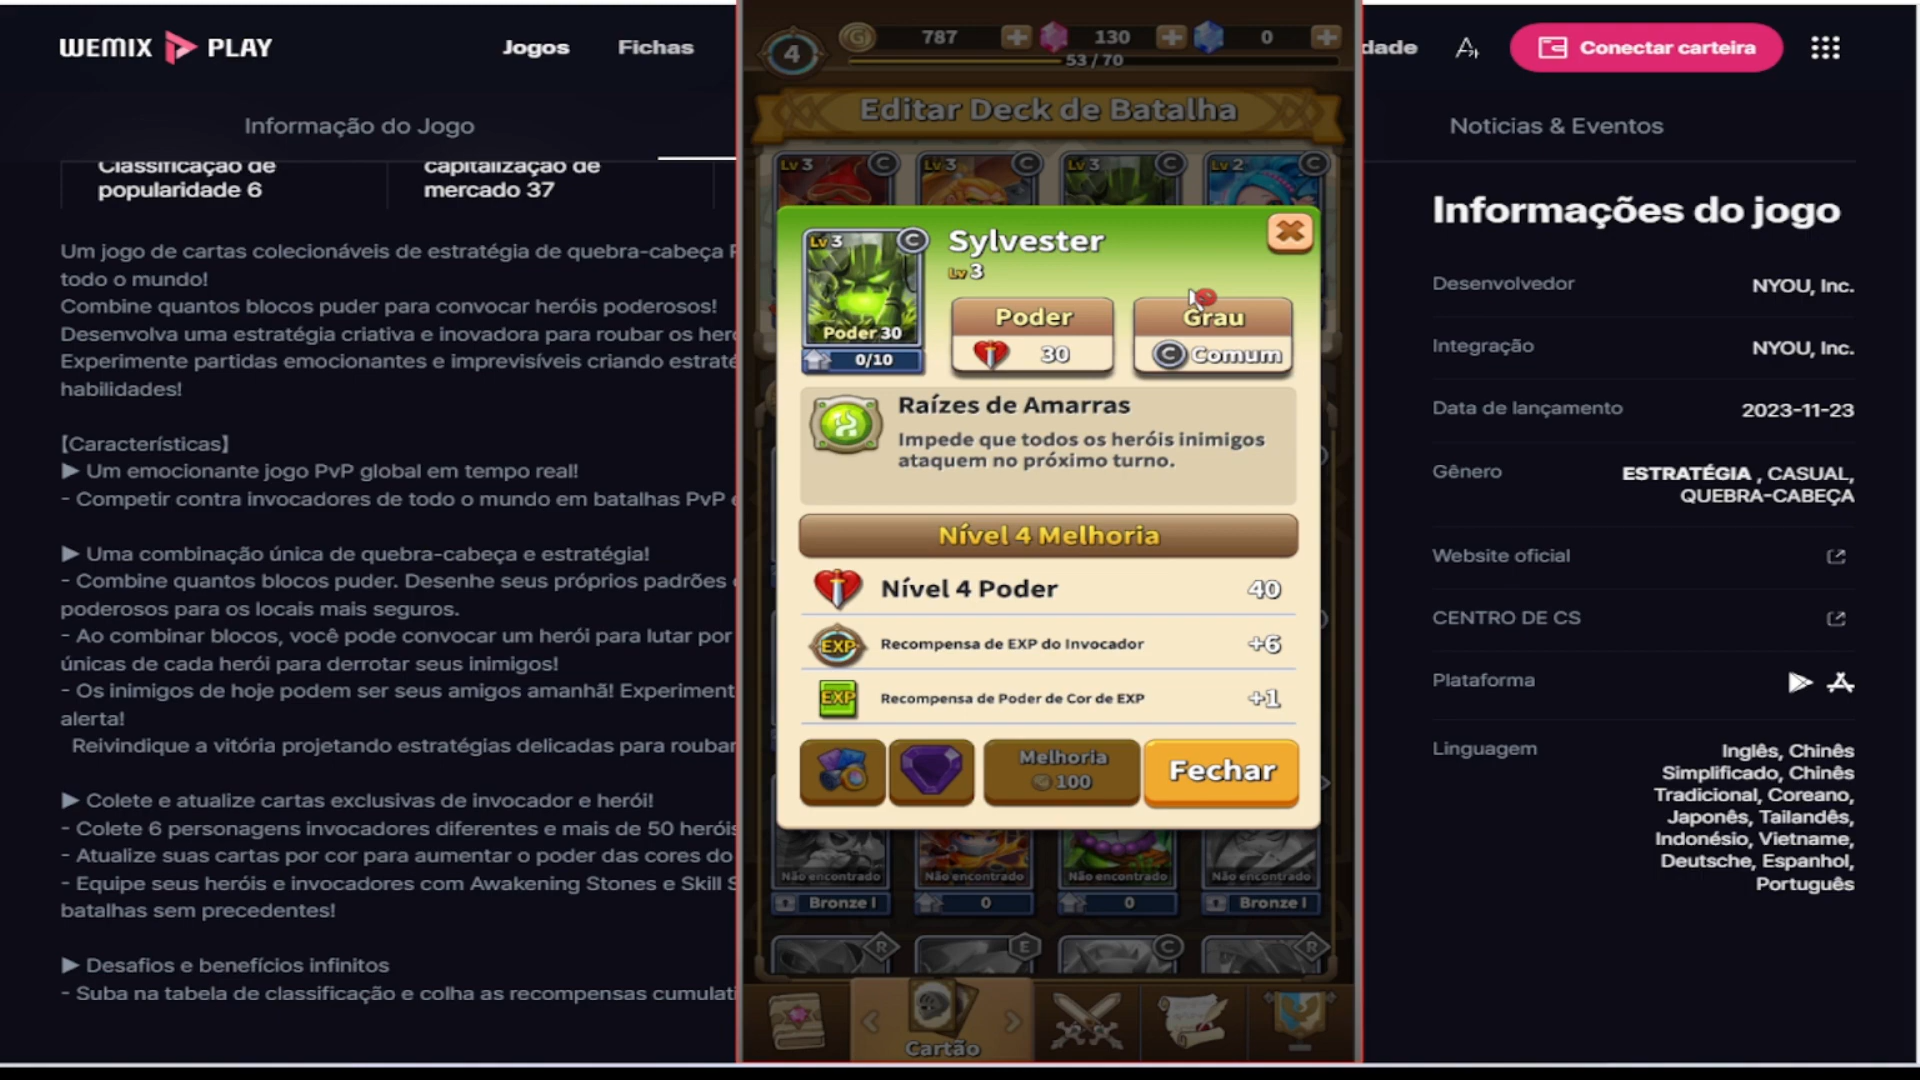 WEMIX PLAY
Jogos
Fichas
dade
Conectar carteira
Informação do Jogo
Noticias & Eventos
Classificação de
popularidade 6
capitalização de
mercado 37
Um jogo de cartas colecionáveis de estratégia de quebra-cabeça P
todo o mundo!
Combine quantos blocos puder para convocar heróis poderosos!
Desenvolva uma estratégia criativa e inovadora para roubar os herd
Experimente partidas emocionantes e imprevisíveis criando estraté
habilidades!
【Características】
▶ Um emocionante jogo PvP global em tempo real!
- Competir contra invocadores de todo o mundo em batalhas PvP e
▶ Uma combinação única de quebra-cabeça e estratégia!
- Combine quantos blocos puder. Desenhe seus próprios padrões
poderosos para os locais mais seguros.
- Ao combinar blocos, você pode convocar um herói para lutar por
únicas de cada herói para derrotar seus inimigos!
- Os inimigos de hoje podem ser seus amigos amanhã! Experiment
alerta!
Reivindique a vitória projetando estratégias delicadas para roubar
▶ Colete e atualize cartas exclusivas de invocador e herói!
- Colete 6 personagens invocadores diferentes e mais de 50 heróis
- Atualize suas cartas por cor para aumentar o poder das cores do
- Equipe seus heróis e invocadores com Awakening Stones e Skill S
batalhas sem precedentes!
▶ Desafios e benefícios infinitos
- Suba na tabela de classificação e colha as recompensas cumulati
4
G
787
130
0
53 / 70
Editar Deck de Batalha
Lv 3
C
Lv 3
C
Lv 3
C
Lv 2
C
Lv 3
C
Poder 30
0/10
Sylvester
Lv 3
Poder
30
Grau
C Comum
Raízes de Amarras
Impede que todos os heróis inimigos
ataquem no próximo turno.
Nível 4 Melhoria
Nível 4 Poder
40
EXP
Recompensa de EXP do Invocador
+6
EXP
Recompensa de Poder de Cor de EXP
+1
Melhoria
100
Fechar
Não encontrado
Não encontrado
Não encontrado
Não encontrado
Bronze I
0
0
Bronze I
R
E
C
R
Cartão
Informações do jogo
Desenvolvedor
NYOU, Inc.
Integração
NYOU, Inc.
Data de lançamento
2023-11-23
Gênero
ESTRATÉGIA , CASUAL,
QUEBRA-CABEÇA
Website oficial
CENTRO DE CS
Plataforma
Linguagem
Inglês, Chinês
Simplificado, Chinês
Tradicional, Coreano,
Japonês, Tailandês,
Indonésio, Vietname,
Deutsche, Espanhol,
Português